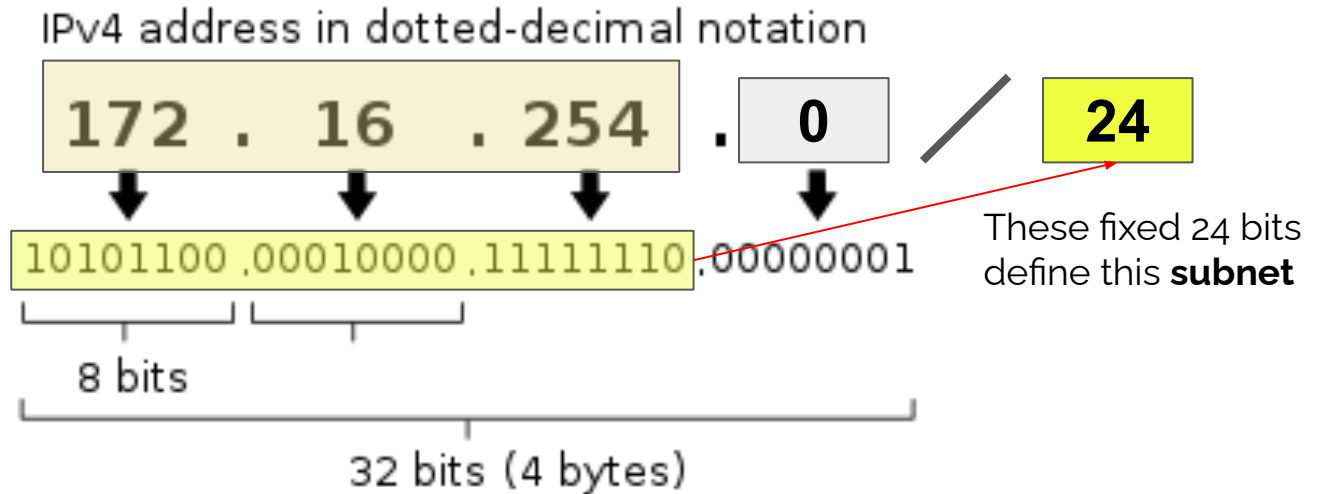 IPv4 address in dotted-decimal notation
172 . 16 . 254 . 0 / 24
10101100 .00010000 .11111110 .00000001
These fixed 24 bits
define this subnet
8 bits
32 bits (4 bytes)